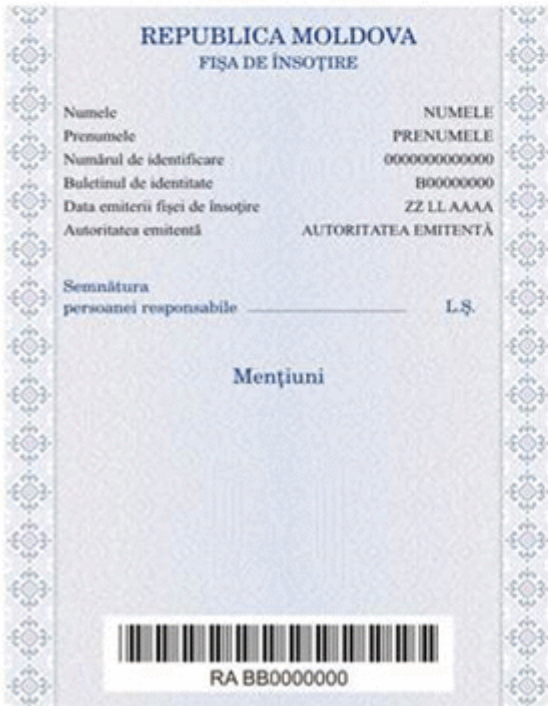 REPUBLICA MOLDOVA
FIȘA DE ÎNSOȚIRE
Numele NUMELE
Prenumele PRENUMELE
Numărul de identificare 0000000000000
Buletinul de identitate B00000000
Data emiterii fișei de însoțire ZZ LL AAAA
Autoritatea emitentă AUTORITATEA EMITENTĂ
Semnătura
persoanei responsabile L.Ș.
Mențiuni
RA BB0000000